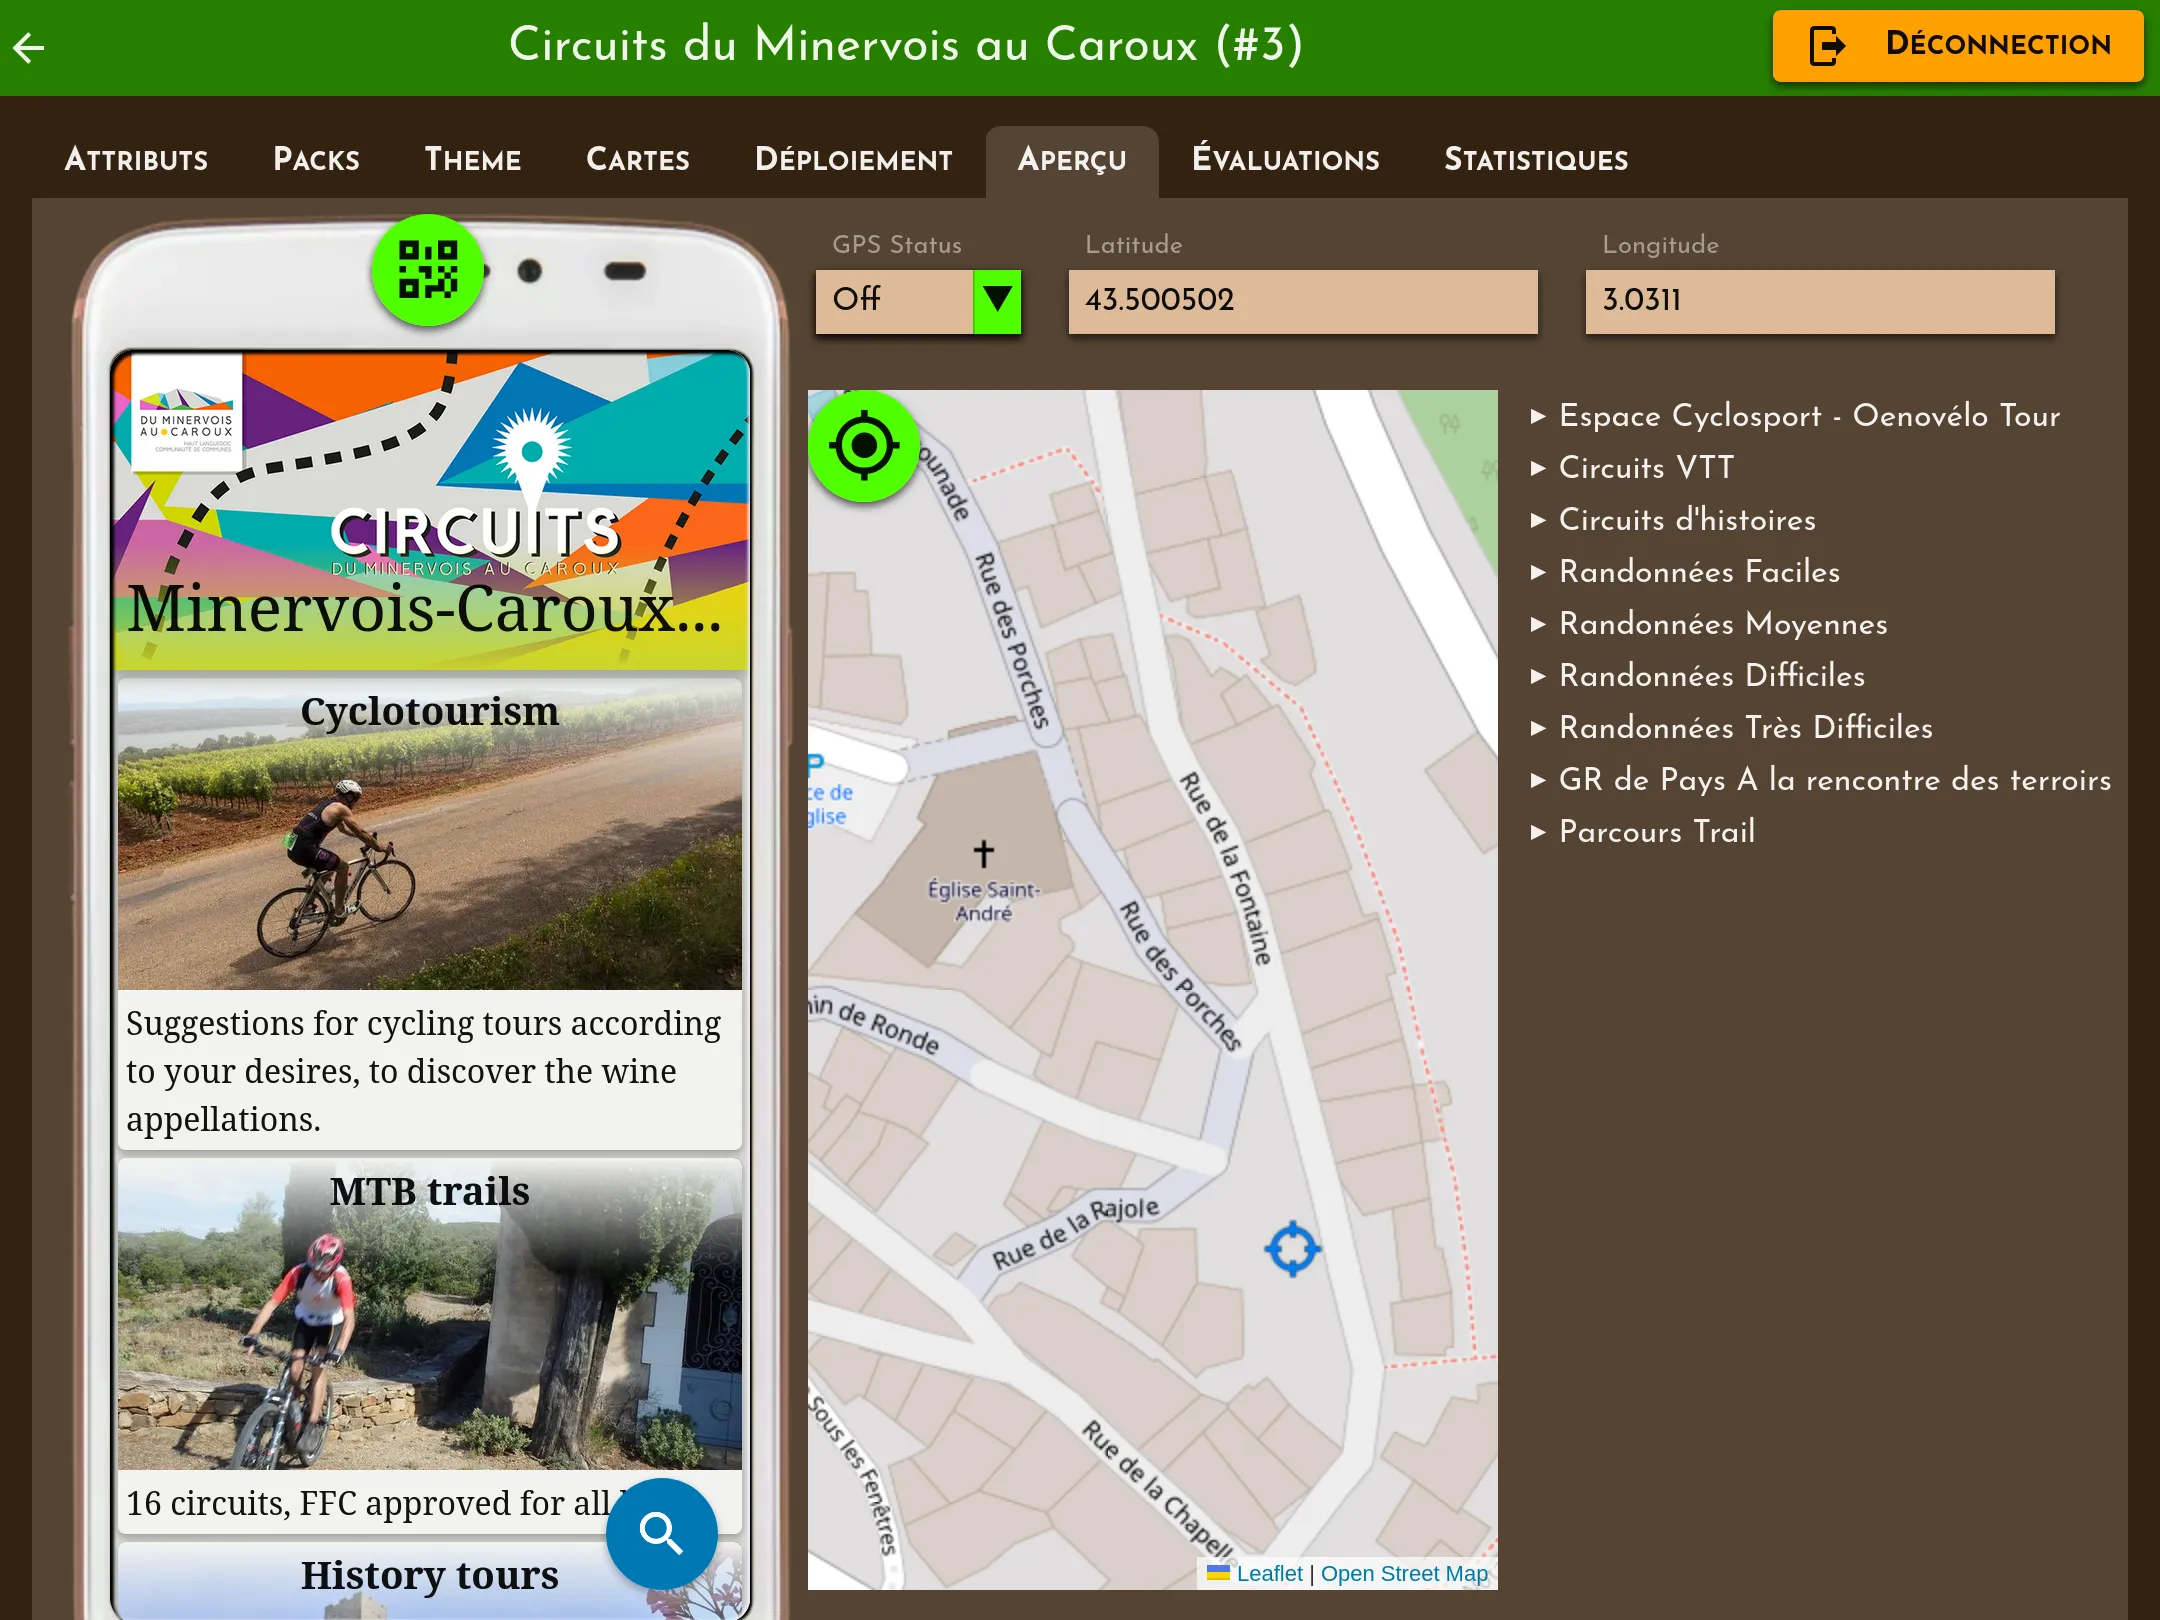 Circuits du Minervois au Caroux (#3)
DÉCONNECTION
ATTRIBUTS
PACKS
THEME
CARTES
DÉPLOIEMENT
APERÇU
ÉVALUATIONS
STATISTIQUES
DU MINERVOIS
AU CAROUX
HAUT LANGUEDOC
COMMUNAUTÉ DE COMMUNES
CIRCUITS
DU MINERVOIS AU CAROUX
Minervois-Caroux...
Cyclotourism
Suggestions for cycling tours according
to your desires, to discover the wine
appellations.
MTB trails
16 circuits, FFC approved for all
History tours
GPS Status
Off
Latitude
43.500502
Longitude
3.0311
Rue des Porches
Rue de la Fontaine
Église Saint-
André
Rue des Porches
de Ronde
Rue de la Rajole
Sous les Fenêtres
Rue de la Chapelle
Leaflet | Open Street Map
Espace Cyclosport - Oenovélo Tour
Circuits VTT
Circuits d'histoires
Randonnées Faciles
Randonnées Moyennes
Randonnées Difficiles
Randonnées Très Difficiles
GR de Pays A la rencontre des terroirs
Parcours Trail